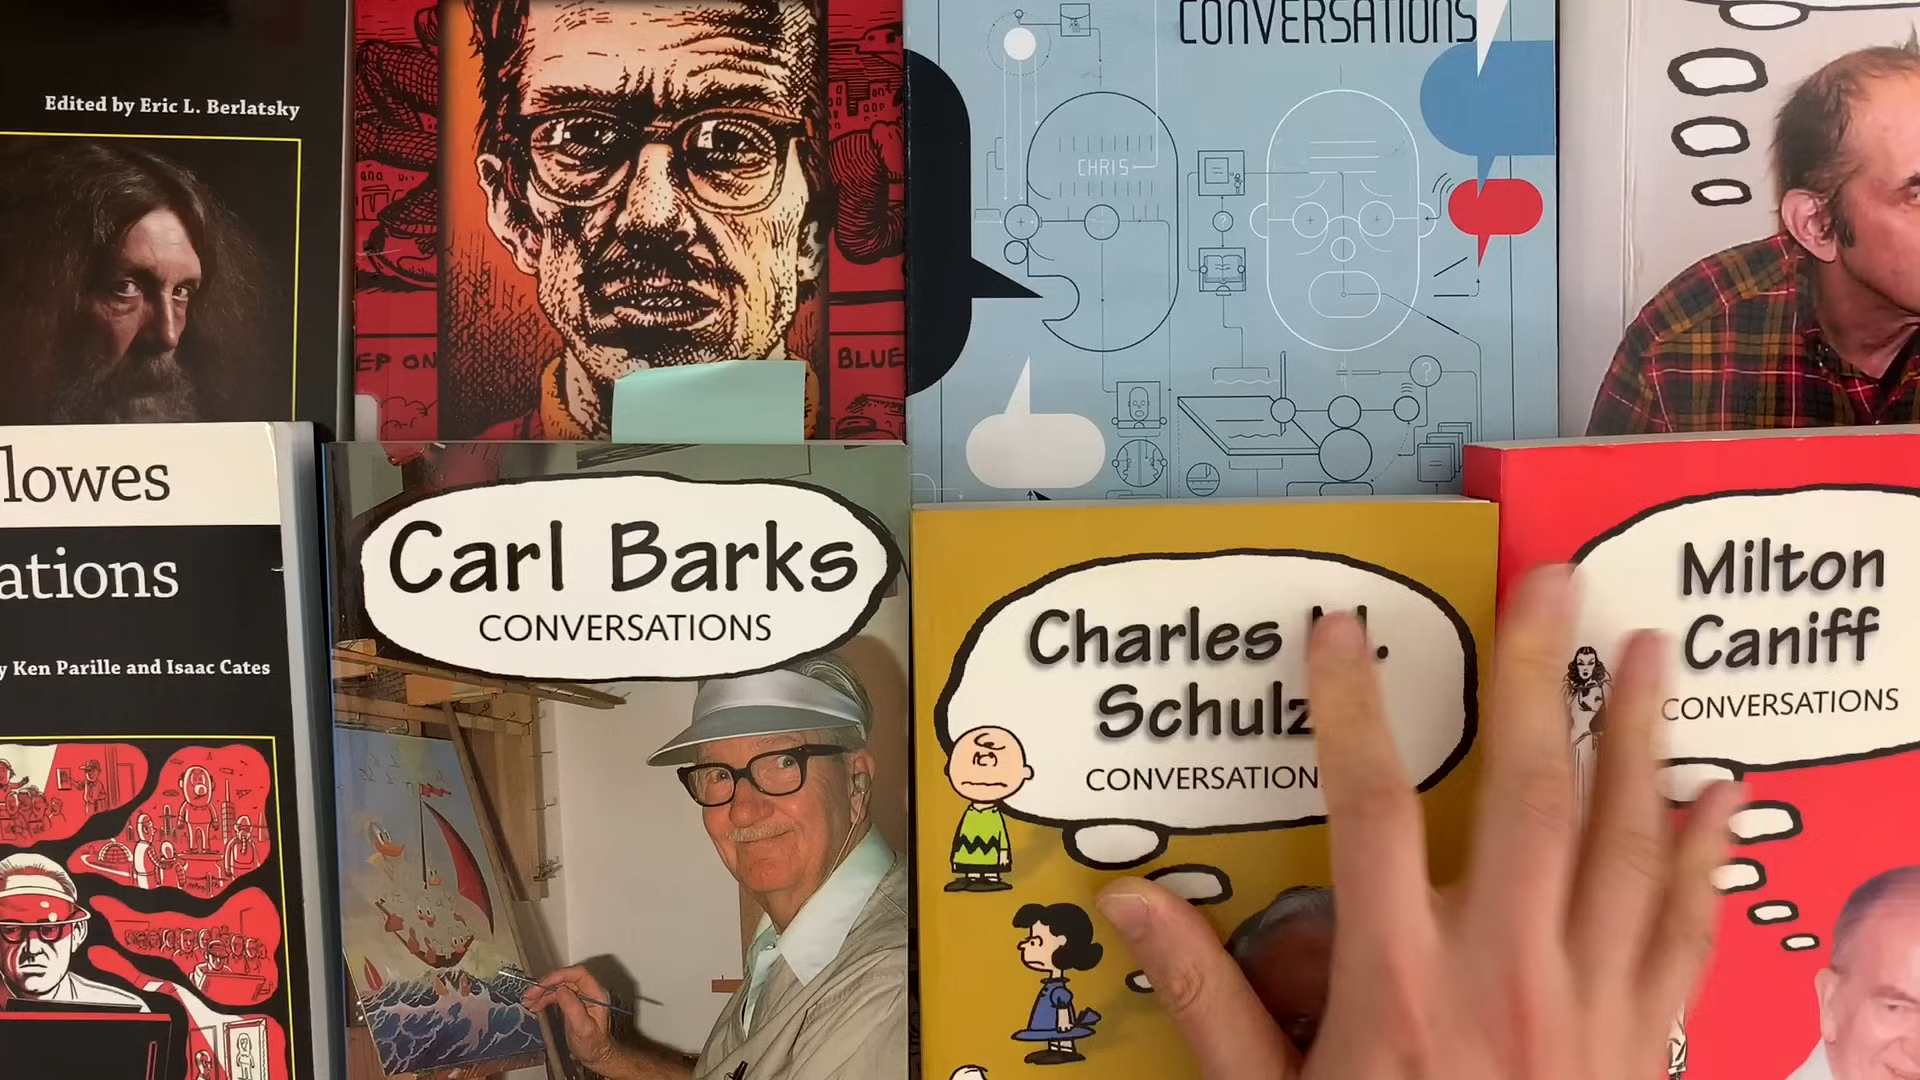 CONVERSATIONS
Edited by Eric L. Berlatsky
CHRIS
EP ON
BLUE
?
?
lowes
ations
y Ken Parille and Isaac Cates
Carl Barks
CONVERSATIONS
Charles M.
Schulz
CONVERSATION
Milton
Caniff
CONVERSATIONS